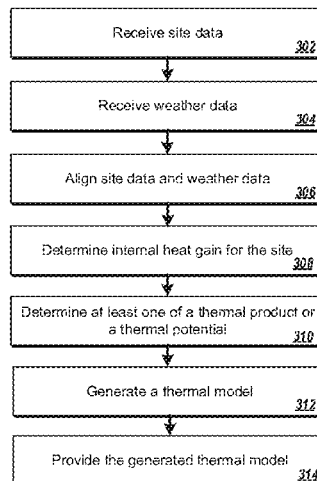 Receive site data
302
Receive weather data
304
Align site data and weather data
306
Determine internal heat gain for the site
308
Determine at least one of a thermal product or
a thermal potential
310
Generate a thermal model
312
Provide the generated thermal model
314